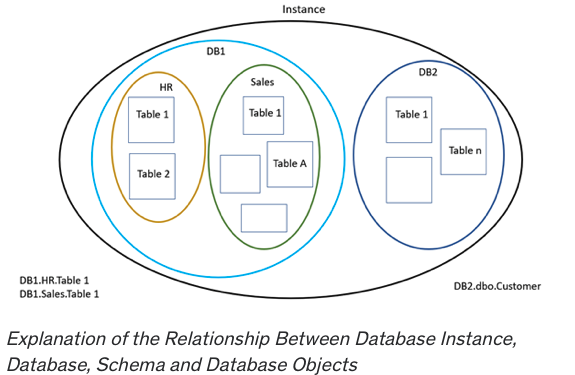 Instance
DB1
DB2
HR
Sales
Table 1
Table 1
Table 1
Table n
Table A
Table 2
DB1.HR.Table 1
DB1.Sales.Table 1
DB2.dbo.Customer
Explanation of the Relationship Between Database Instance,
Database, Schema and Database Objects